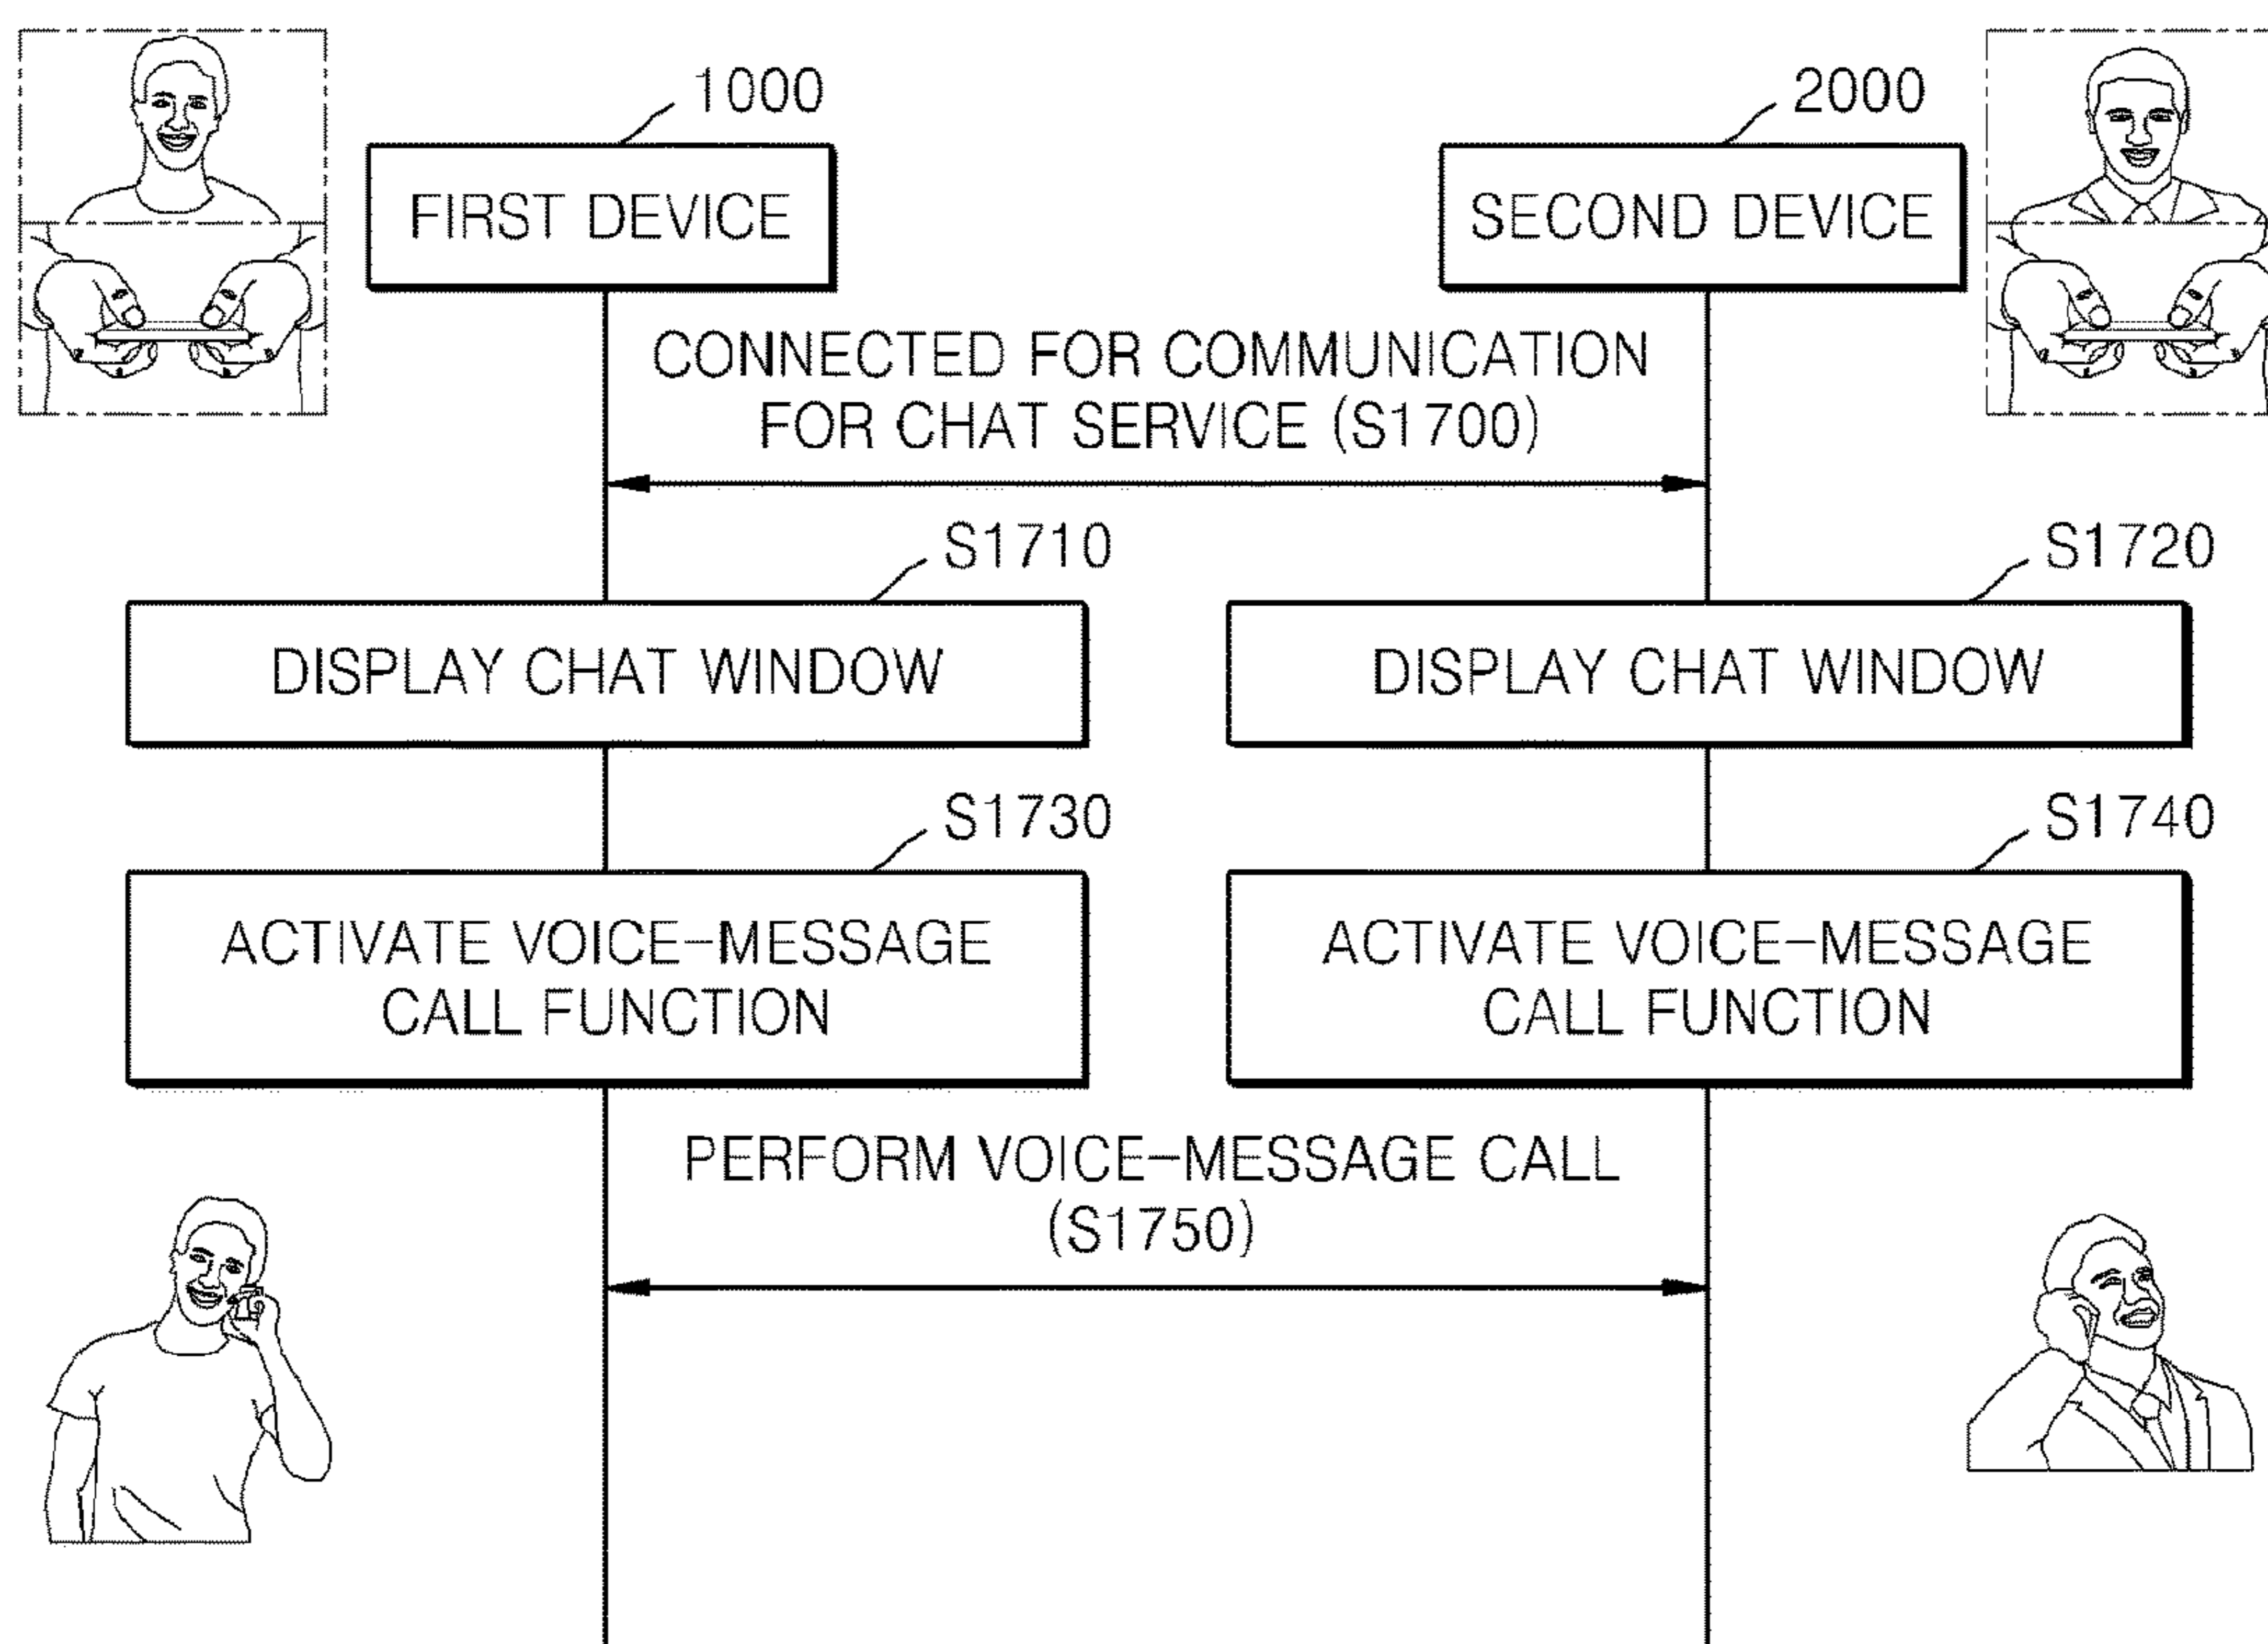 1000
2000
FIRST DEVICE
SECOND DEVICE
CONNECTED FOR COMMUNICATION
FOR CHAT SERVICE (S1700)
S1710
S1720
DISPLAY CHAT WINDOW
DISPLAY CHAT WINDOW
S1730
S1740
ACTIVATE VOICE-MESSAGE
CALL FUNCTION
ACTIVATE VOICE-MESSAGE
CALL FUNCTION
PERFORM VOICE-MESSAGE CALL
(S1750)